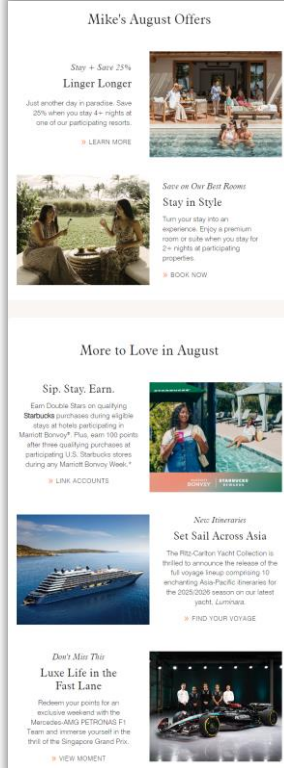 Mike's August Offers
Stay + Save 25%
Linger Longer
Just another day in paradise. Save
25% when you stay 4+ nights at
one of our participating resorts.
» LEARN MORE
Save on Our Best Rooms
Stay in Style
Turn your stay into an
experience. Enjoy a premium
room or suite when you stay for
2+ nights at participating
properties.
» BOOK NOW
More to Love in August
Sip. Stay. Earn.
Earn Double Stars on qualifying
Starbucks purchases during eligible
stays at hotels participating in
Marriott Bonvoy®. Plus, earn 100 points
after three qualifying purchases at
participating U.S. Starbucks stores
during any Marriott Bonvoy Week.*
» LINK ACCOUNTS
BONVOY
STARBUCKS
REWARDS
New Itineraries
Set Sail Across Asia
The Ritz-Carlton Yacht Collection is
thrilled to announce the release of the
full voyage lineup comprising 10
enchanting Asia-Pacific itineraries for
the 2025/2026 season on our latest
yacht, Luminara.
» FIND YOUR VOYAGE
Don't Miss This
Luxe Life in the
Fast Lane
Redeem your points for an
exclusive weekend with the
Mercedes-AMG PETRONAS F1
Team and immerse yourself in the
thrill of the Singapore Grand Prix.
» VIEW MOMENT